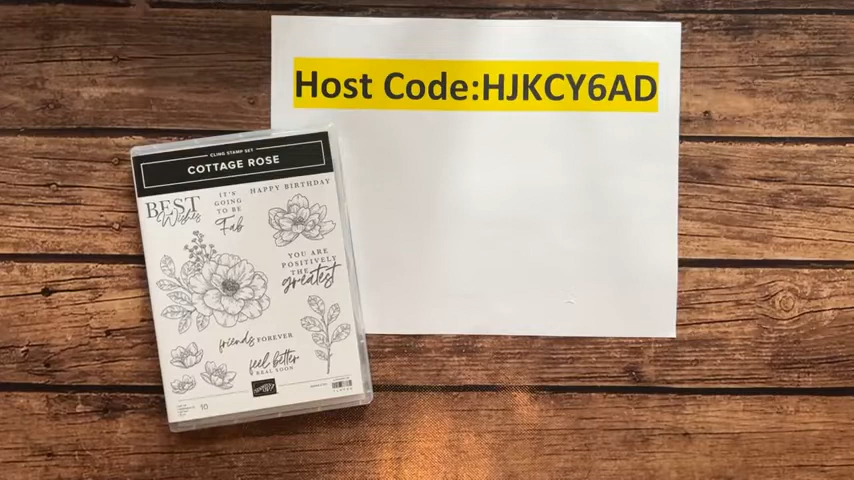 Host Code:HJKCY6AD
CLING STAMP SET
COTTAGE ROSE
BEST
Wishes
IT'S
GOING
TO BE
Fab
HAPPY BIRTHDAY
YOU ARE
POSITIVELY
THE
greatest
friends FOREVER
feel better
REAL SOON
10